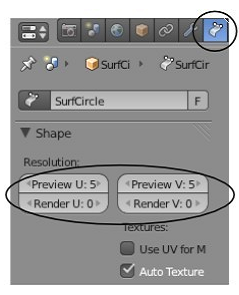 SurfCi SurfCir
SurfCircle F
Shape
Resolution:
Preview U: 5 Preview V: 5
Render U: 0 Render V: 0
Textures:
Use UV for M
Auto Texture